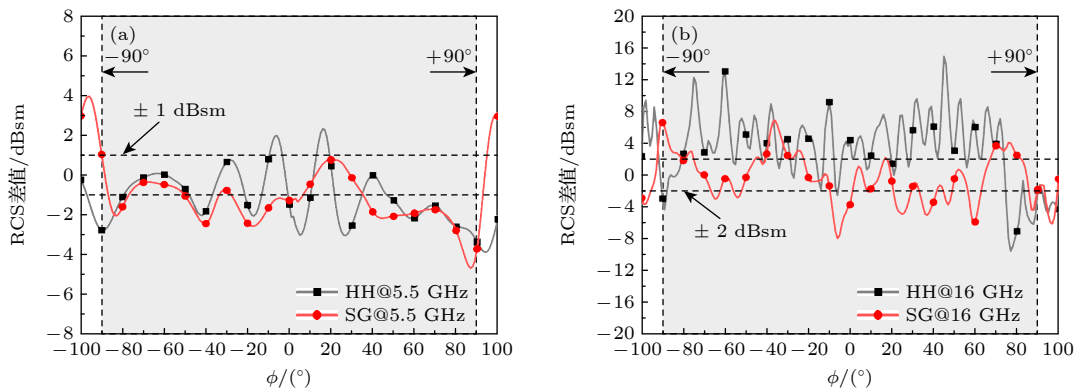 (a)
−90°
+90°
± 1 dBsm
RCS差值/dBsm
8
6
4
2
0
−2
−4
−6
−8
HH@5.5 GHz
SG@5.5 GHz
−100 −80 −60 −40 −20 0 20 40 60 80 100
ϕ/(°)
(b)
−90°
+90°
± 2 dBsm
RCS差值/dBsm
20
16
12
8
4
0
−4
−8
−12
−16
−20
HH@16 GHz
SG@16 GHz
−100 −80 −60 −40 −20 0 20 40 60 80 100
ϕ/(°)